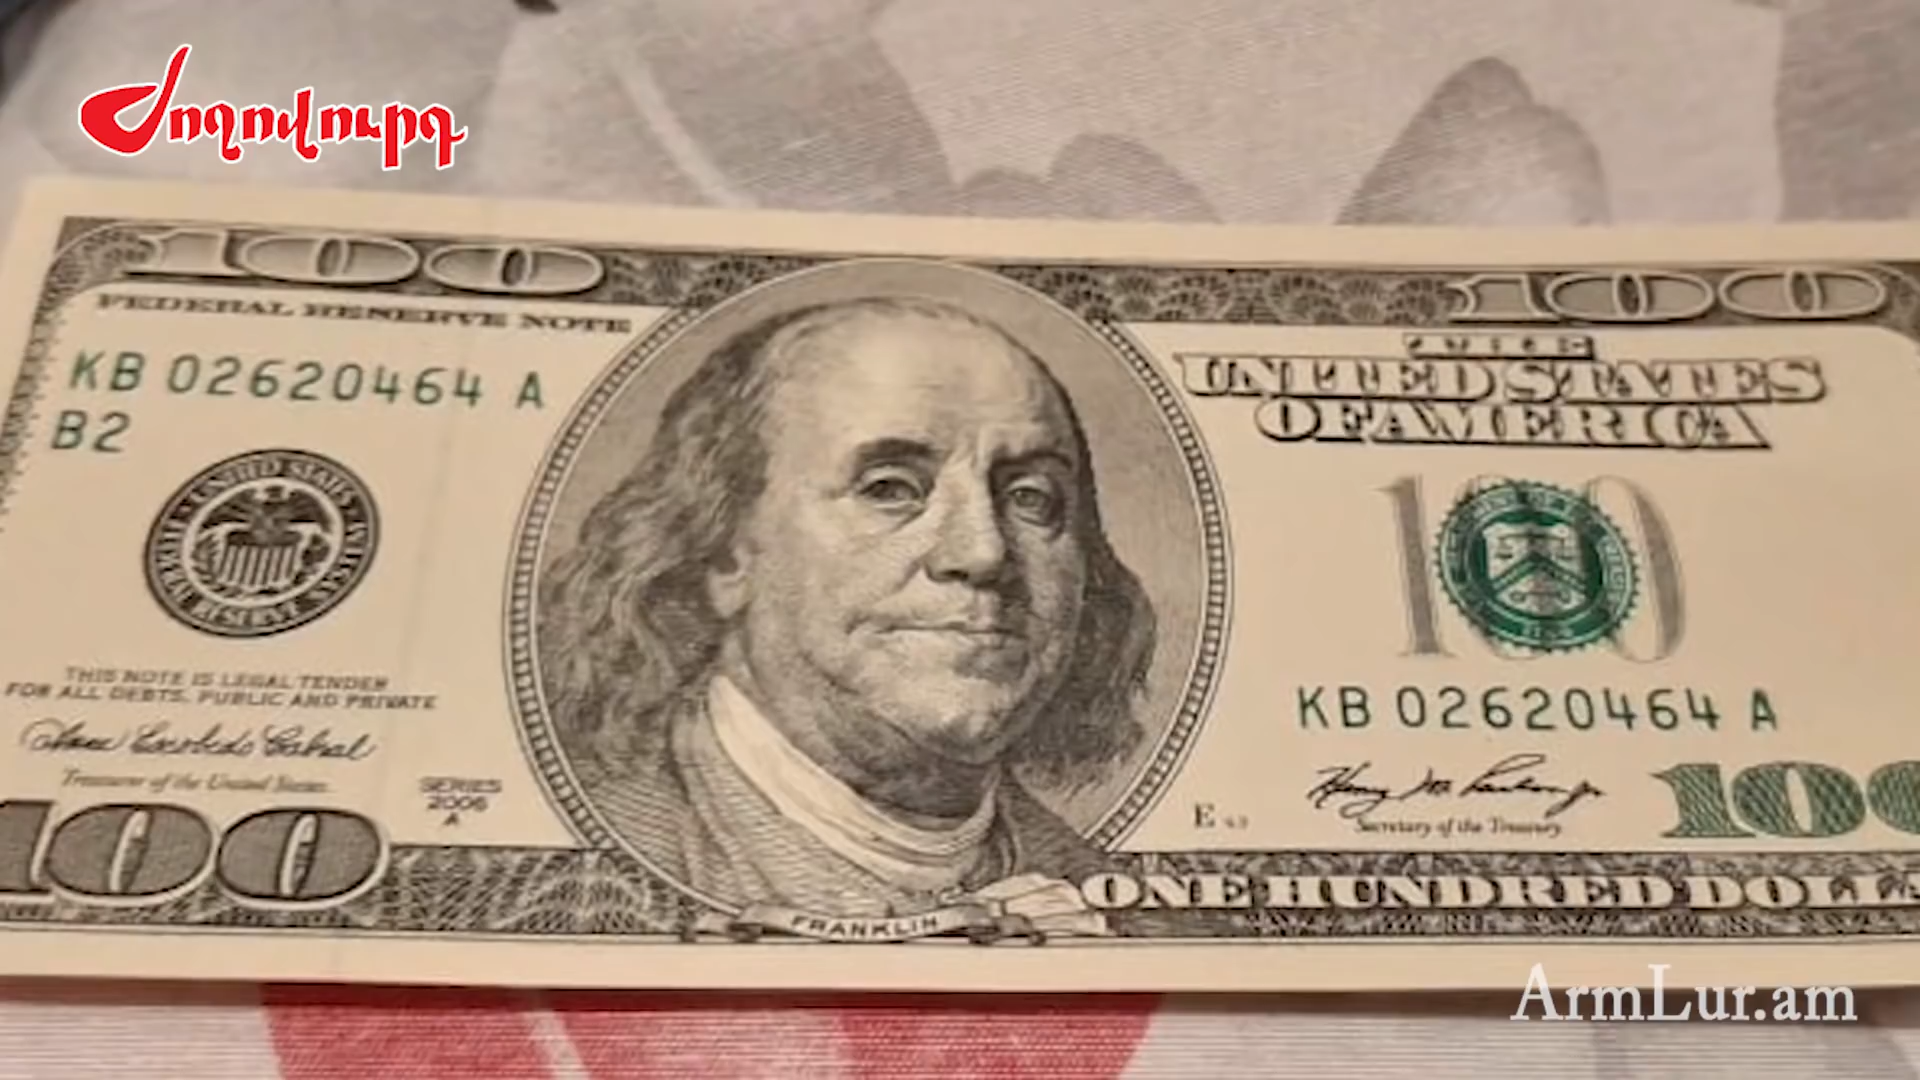 Ժողովուրդ
100 100
FEDERAL RESERVE NOTE
KB 02620464 A
B2
THE
UNITED STATES
OF AMERICA
100
THIS NOTE IS LEGAL TENDER
FOR ALL DEBTS, PUBLIC AND PRIVATE
KB 02620464 A
Treasurer of the United States
SERIES
2006
A
Secretary of the Treasury
100
100
FRANKLIN
ONE HUNDRED DOLL
ArmLur.am